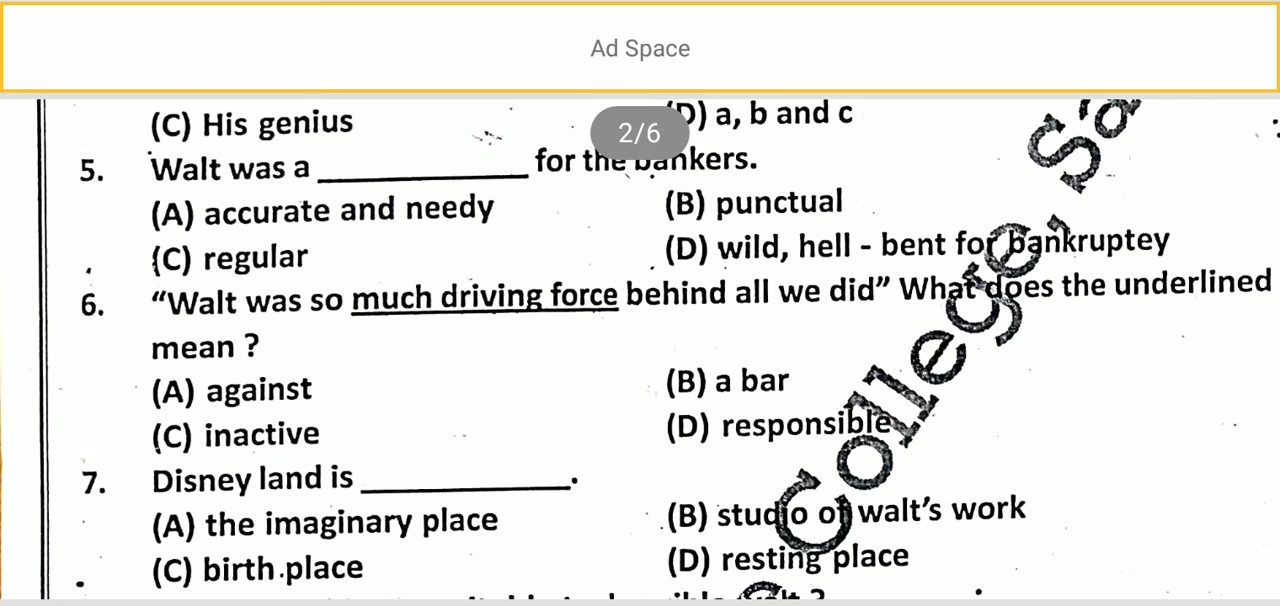 Ad Space
(C) His genius (D) a, b and c
2/6
5. Walt was a __________ for the bankers.
(A) accurate and needy (B) punctual
(C) regular (D) wild, hell - bent for bankruptey
6. “Walt was so much driving force behind all we did” What does the underlined
mean ?
(A) against (B) a bar
(C) inactive (D) responsible
7. Disney land is __________.
(A) the imaginary place (B) studio of walt’s work
(C) birth.place (D) resting place
College, Sa